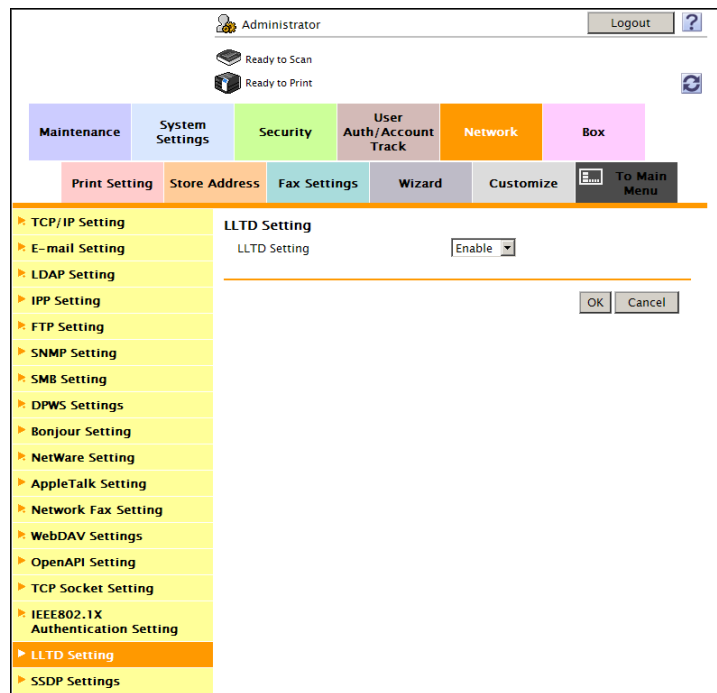 Administrator
Logout
?
Ready to Scan
Ready to Print
Maintenance
System
Settings
Security
User
Auth/Account
Track
Network
Box
Print Setting
Store Address
Fax Settings
Wizard
Customize
To Main
Menu
TCP/IP Setting
E-mail Setting
LDAP Setting
IPP Setting
FTP Setting
SNMP Setting
SMB Setting
DPWS Settings
Bonjour Setting
NetWare Setting
AppleTalk Setting
Network Fax Setting
WebDAV Settings
OpenAPI Setting
TCP Socket Setting
IEEE802.1X
Authentication Setting
LLTD Setting
SSDP Settings
LLTD Setting
LLTD Setting
Enable
OK
Cancel